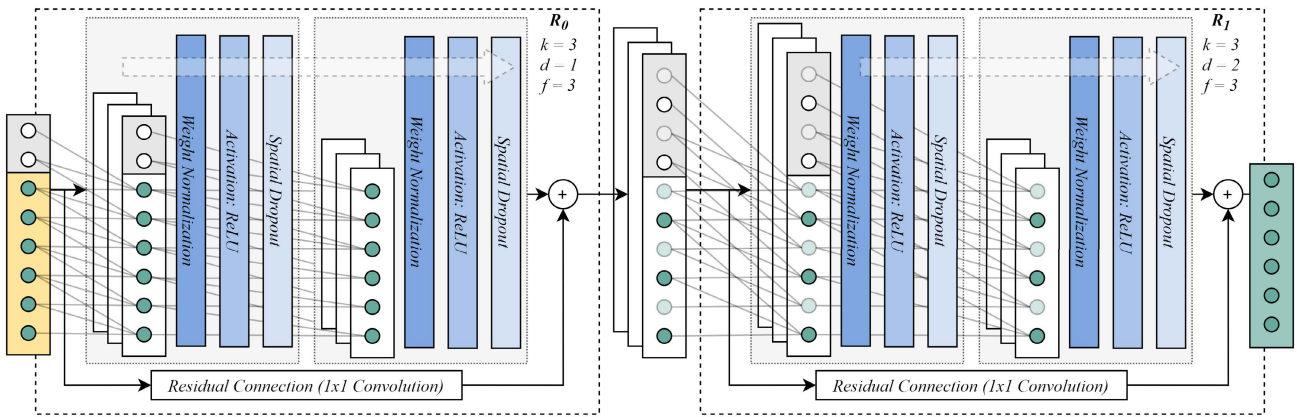 R0
k = 3
d = 1
f = 3
Weight Normalization
Activation: ReLU
Spatial Dropout
Weight Normalization
Activation: ReLU
Spatial Dropout
+
Residual Connection (1x1 Convolution)
R1
k = 3
d = 2
f = 3
Weight Normalization
Activation: ReLU
Spatial Dropout
Weight Normalization
Activation: ReLU
Spatial Dropout
+
Residual Connection (1x1 Convolution)